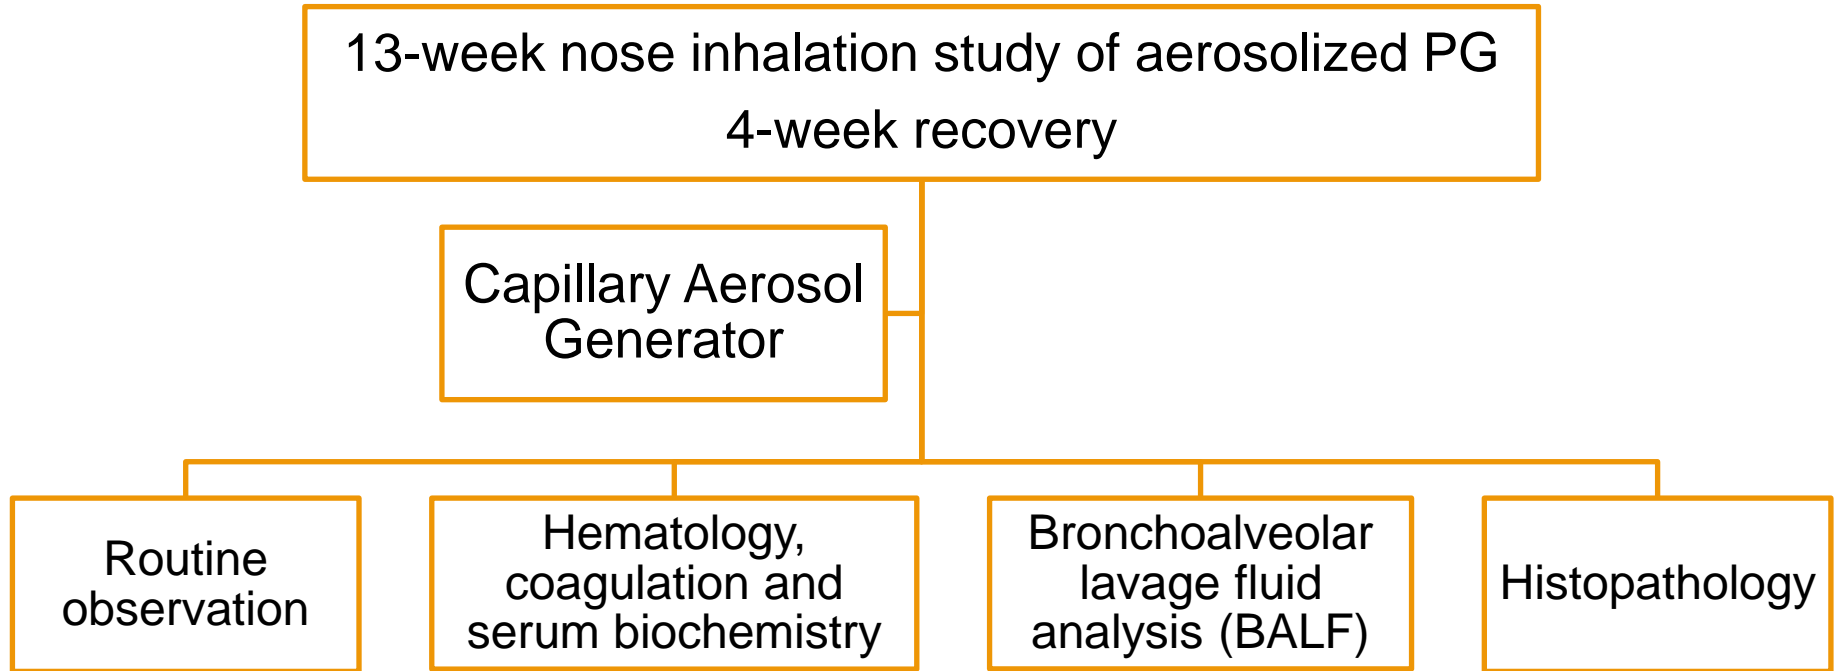 13-week nose inhalation study of aerosolized PG
4-week recovery
Capillary Aerosol
Generator
Routine
observation
Hematology,
coagulation and
serum biochemistry
Bronchoalveolar
lavage fluid
analysis (BALF)
Histopathology